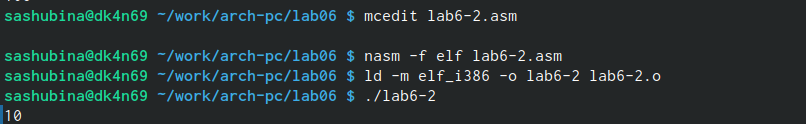 sashubina@dk4n69 ~/work/arch-pc/lab06 $ mcedit lab6-2.asm
sashubina@dk4n69 ~/work/arch-pc/lab06 $ nasm -f elf lab6-2.asm
sashubina@dk4n69 ~/work/arch-pc/lab06 $ ld -m elf_i386 -o lab6-2 lab6-2.o
sashubina@dk4n69 ~/work/arch-pc/lab06 $ ./lab6-2
10